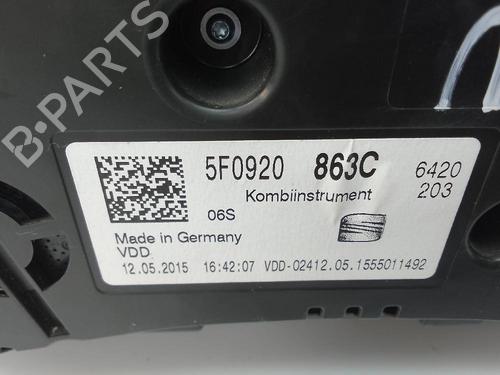 B-PARTS
5F0920 863C 6420
Kombiinstrument 203
06S
Made in Germany
VDD
12.05.2015 16:42:07 VDD-02412.05.1555011492